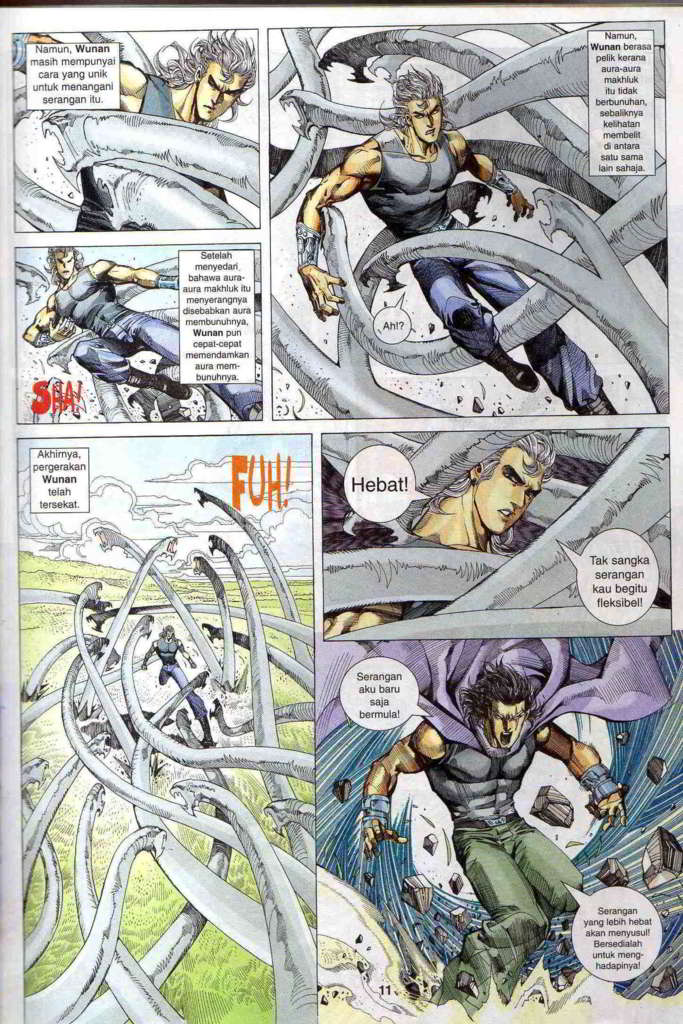 Namun, Wunan
masih mempunyai
cara yang unik
untuk menangani
serangan itu.
Namun,
Wunan berasa
pelik kerana
aura-aura
makhluk
itu tidak
berbunuhan,
sebaliknya
kelihatan
membelit
di antara
satu sama
lain sahaja.
Ah!?
Setelah
menyedari
bahawa aura-
aura makhluk itu
menyerangnya
disebabkan aura
membunuhnya,
Wunan pun
cepat-cepat
memendamkan
aura mem-
bunuhnya.
SHA!
Akhirnya,
pergerakan
Wunan
telah
tersekat.
FUH!
Hebat!
Tak sangka
serangan
kau begitu
fleksibel!
Serangan
aku baru
saja
bermula!
Serangan
yang lebih hebat
akan menyusul!
Bersedialah
untuk meng-
hadapinya!
11